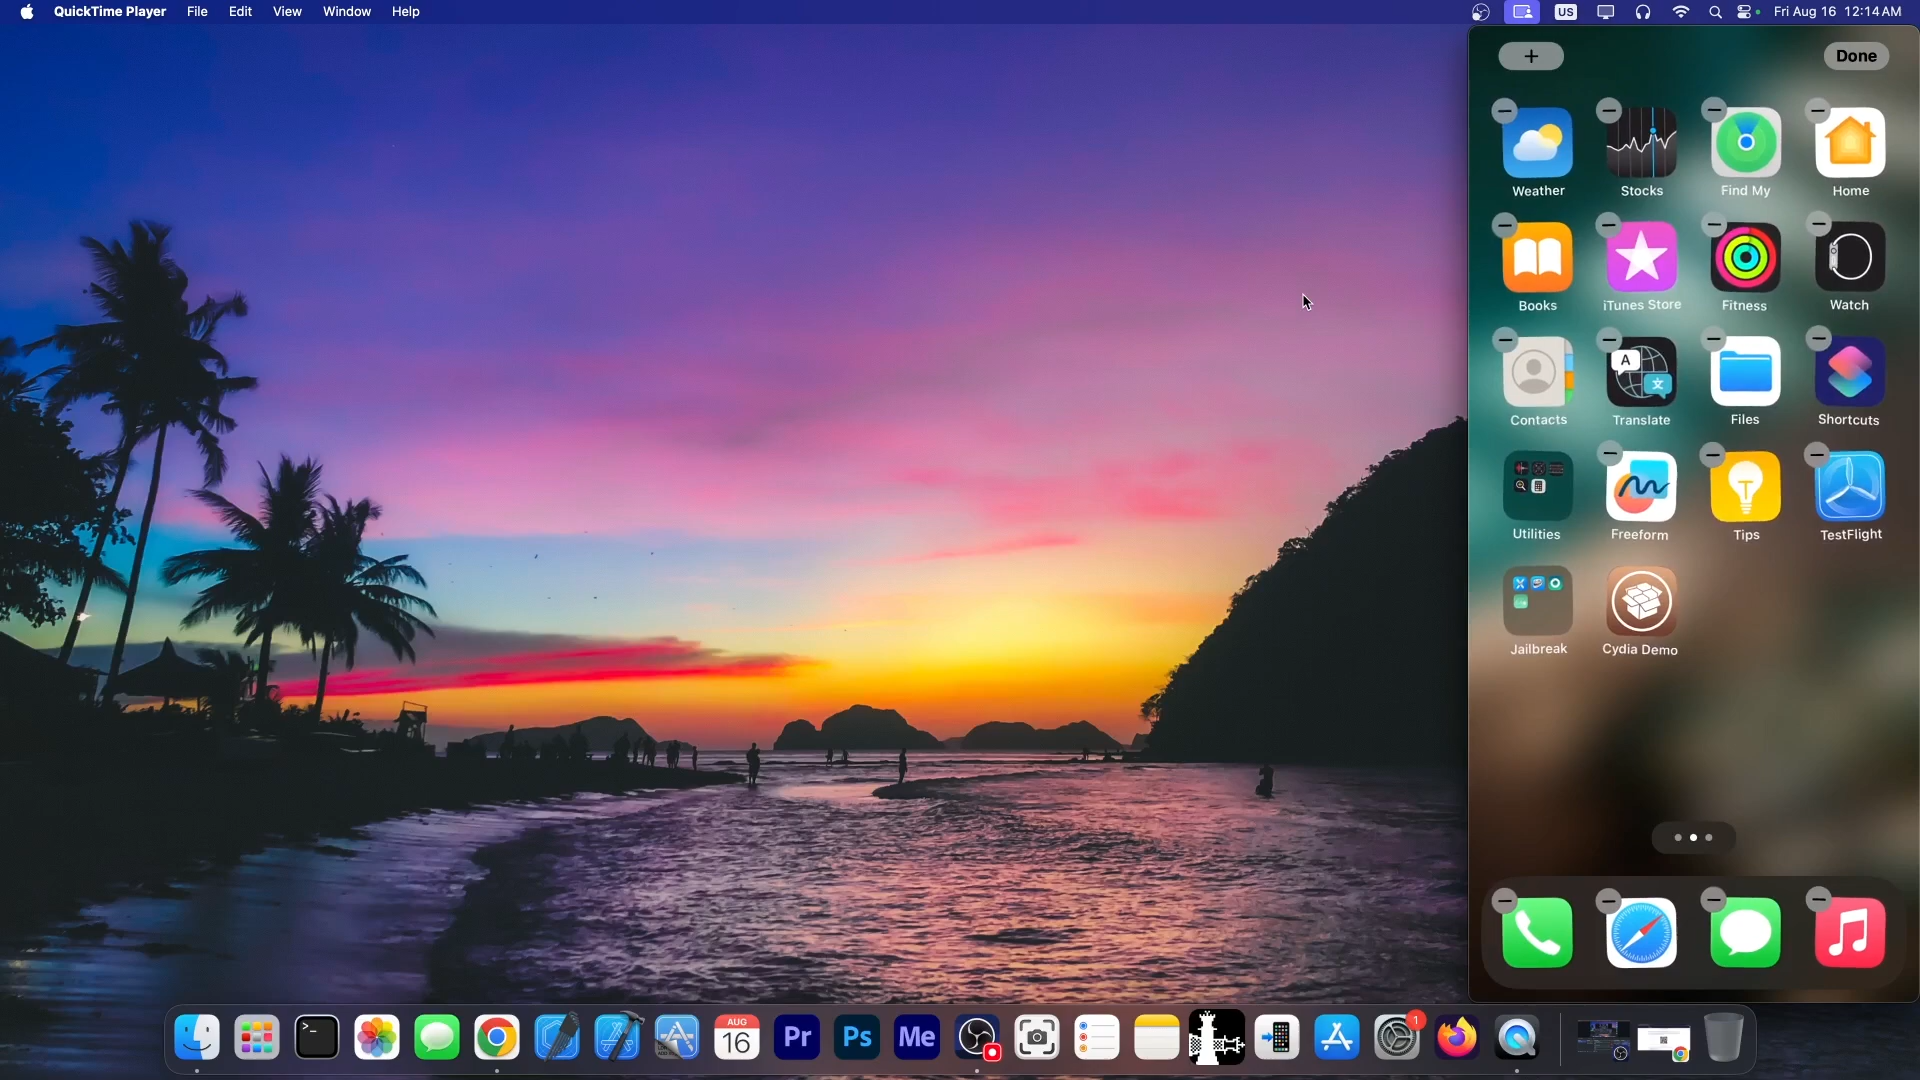 QuickTime Player File Edit View Window Help US Fri Aug 16 12:14 AM
+ Done
Weather Stocks Find My Home
Books iTunes Store Fitness Watch
A 文
Contacts Translate Files Shortcuts
Utilities Freeform Tips TestFlight
Jailbreak Cydia Demo
>_ AUG 16 Pr Ps Me 1